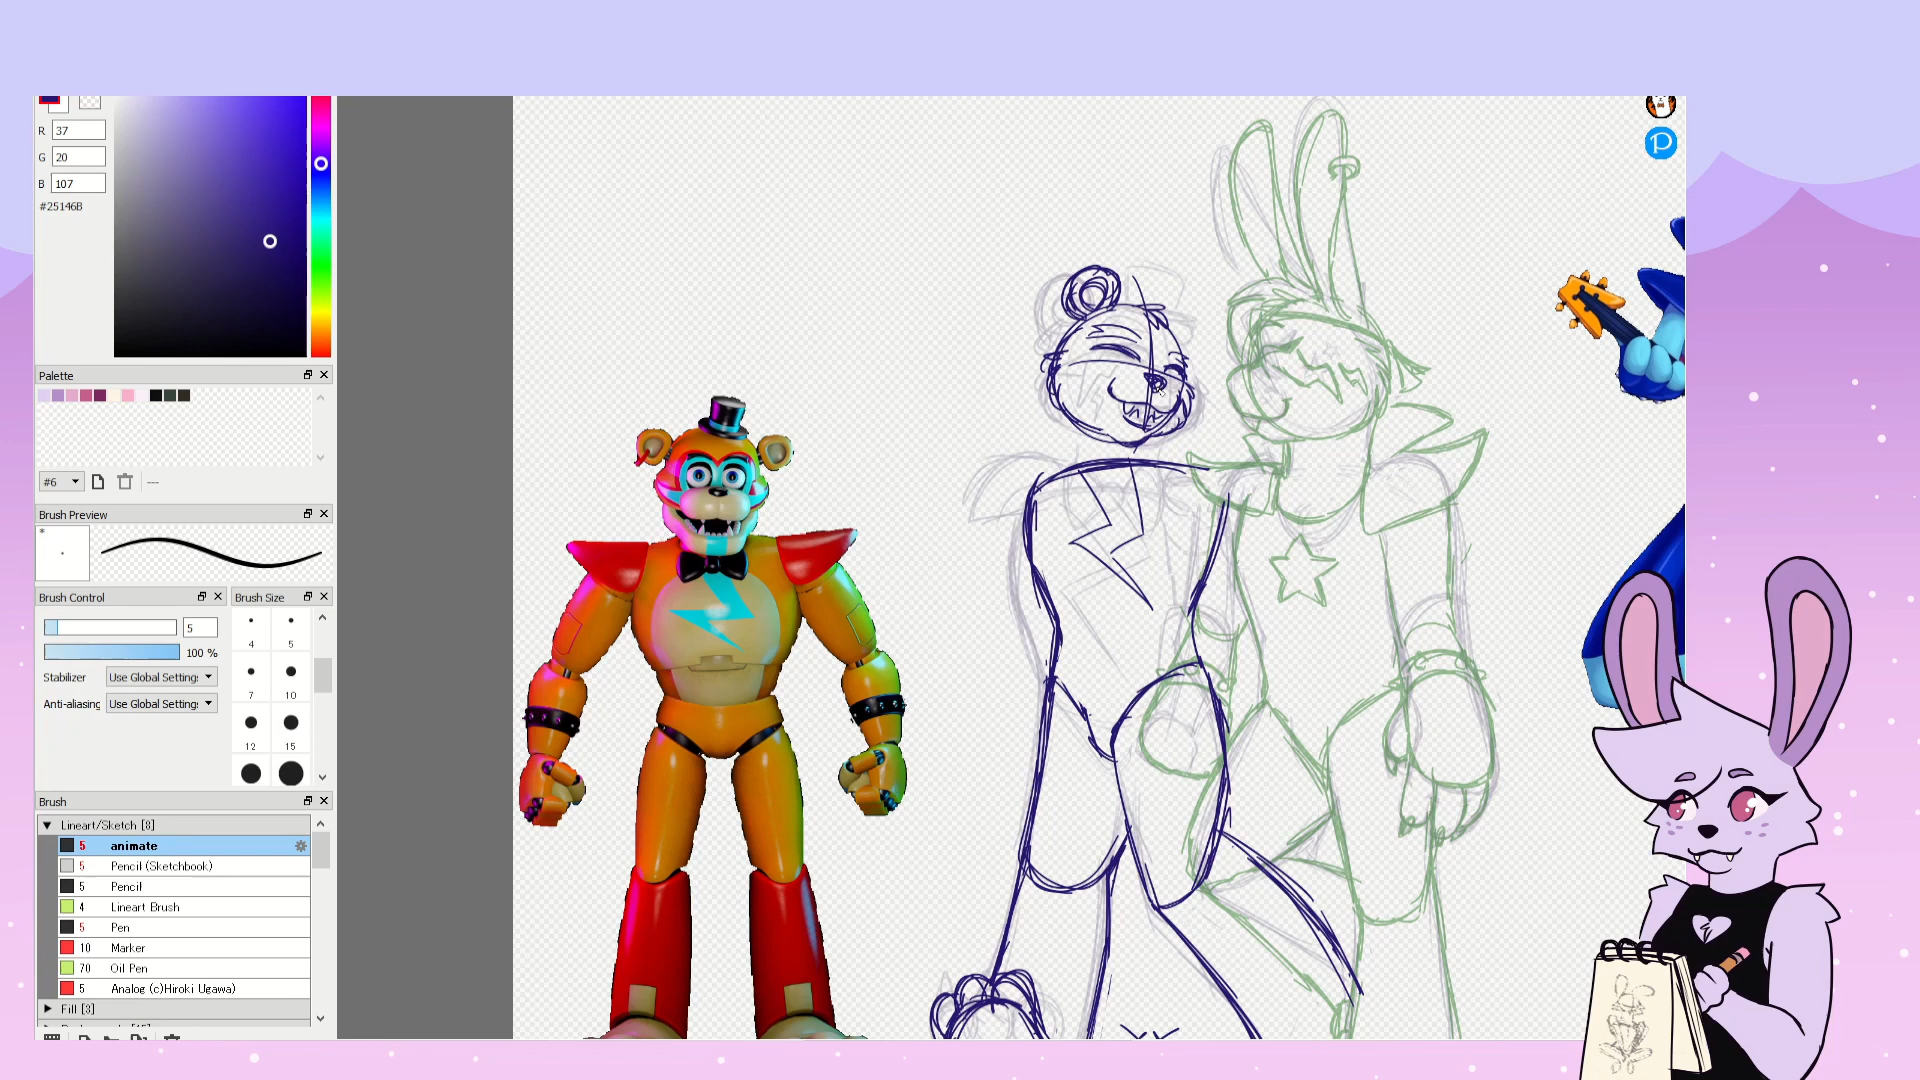 R 37
G 20
B 107
#25146B
Palette
#6
Brush Preview
*
Brush Control
Brush Size
5
100 %
Stabilizer Use Global Setting:
Anti-aliasing Use Global Setting:
4 5
7 10
12 15
Brush
Lineart/Sketch [8]
5 animate
5 Pencil (Sketchbook)
5 Pencil
4 Lineart Brush
5 Pen
10 Marker
70 Oil Pen
5 Analog (c)Hiroki Ugawa)
Fill [3]